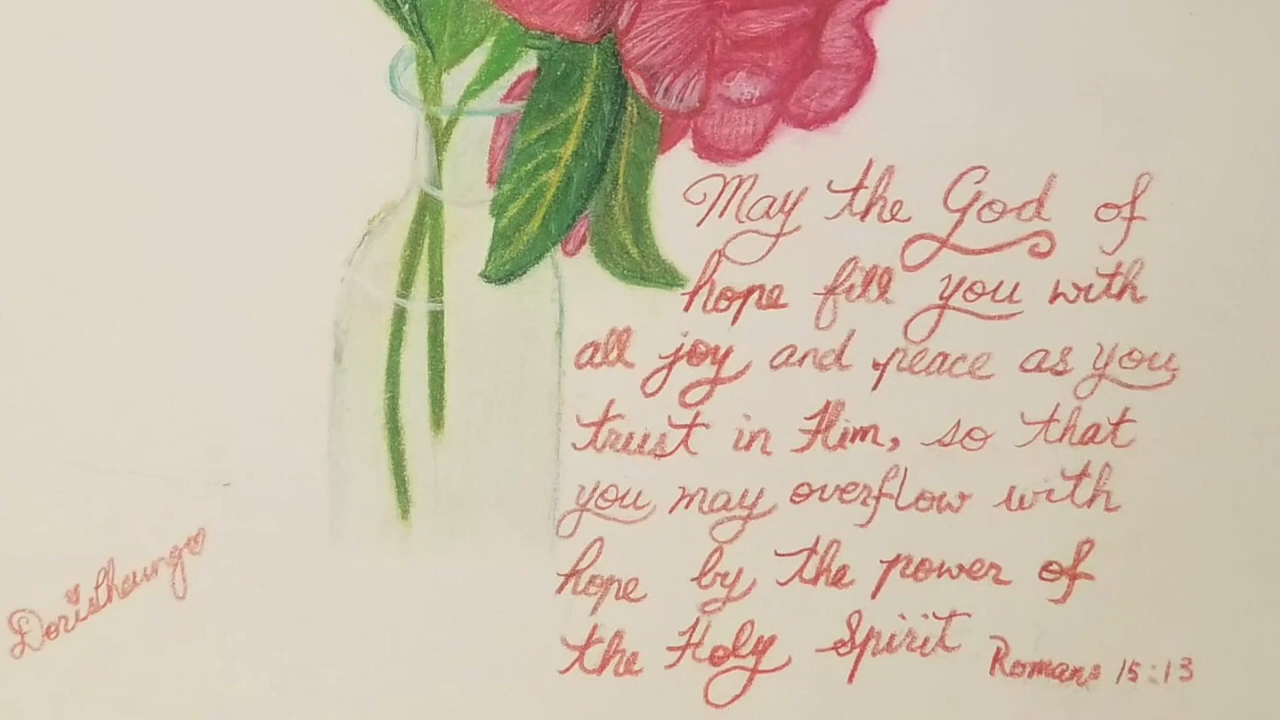 May the God of
hope fill you with
all joy and peace as you
trust in Him, so that
you may overflow with
hope by the power of
the Holy Spirit
Romans 15:13